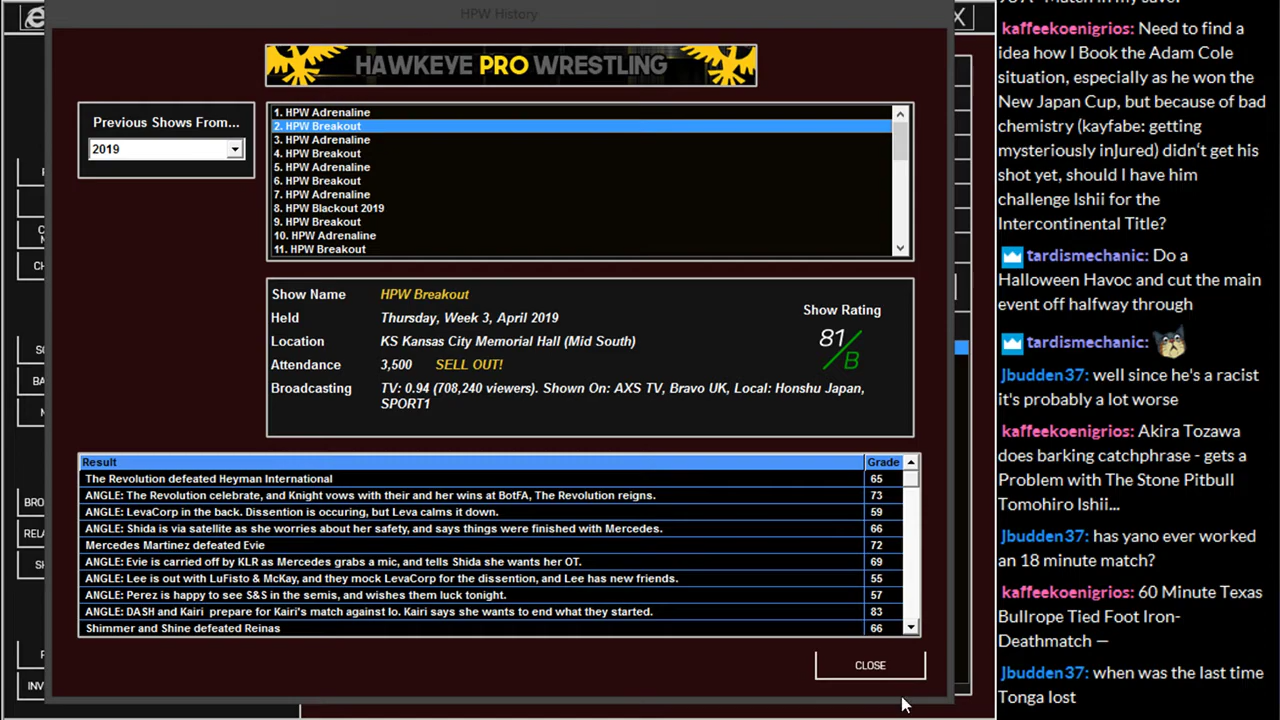 HPW History
X
HAWKEYE PRO WRESTLING
Previous Shows From...
2019
1. HPW Adrenaline
2. HPW Breakout
3. HPW Adrenaline
4. HPW Breakout
5. HPW Adrenaline
6. HPW Breakout
7. HPW Adrenaline
8. HPW Blackout 2019
9. HPW Breakout
10. HPW Adrenaline
11. HPW Breakout
Show Name HPW Breakout
Held Thursday, Week 3, April 2019
Location KS Kansas City Memorial Hall (Mid South)
Attendance 3,500 SELL OUT!
Broadcasting TV: 0.94 (708,240 viewers). Shown On: AXS TV, Bravo UK, Local: Honshu Japan,
SPORT1
Show Rating
81/B
Result Grade
The Revolution defeated Heyman International 65
ANGLE: The Revolution celebrate, and Knight vows with their and her wins at BotFA, The Revolution reigns. 73
ANGLE: LevaCorp in the back. Dissention is occuring, but Leva calms it down. 59
ANGLE: Shida is via satellite as she worries about her safety, and says things were finished with Mercedes. 66
Mercedes Martinez defeated Evie 72
ANGLE: Evie is carried off by KLR as Mercedes grabs a mic, and tells Shida she wants her OT. 69
ANGLE: Lee is out with LuFisto & McKay, and they mock LevaCorp for the dissention, and Lee has new friends. 55
ANGLE: Perez is happy to see S&S in the semis, and wishes them luck tonight. 57
ANGLE: DASH and Kairi prepare for Kairi's match against Io. Kairi says she wants to end what they started. 83
Shimmer and Shine defeated Reinas 66
CLOSE
BRO
REL
INV
kaffeekoenigrios: Need to find a
idea how I Book the Adam Cole
situation, especially as he won the
New Japan Cup, but because of bad
chemistry (kayfabe: getting
mysteriously injured) didn't get his
shot yet, should I have him
challenge Ishii for the
Intercontinental Title?
tardismechanic: Do a
Halloween Havoc and cut the main
event off halfway through
tardismechanic:
Jbudden37: well since he's a racist
it's probably a lot worse
kaffeekoenigrios: Akira Tozawa
does barking catchphrase - gets a
Problem with The Stone Pitbull
Tomohiro Ishii...
Jbudden37: has yano ever worked
an 18 minute match?
kaffeekoenigrios: 60 Minute Texas
Bullrope Tied Foot Iron-
Deathmatch —
Jbudden37: when was the last time
Tonga lost